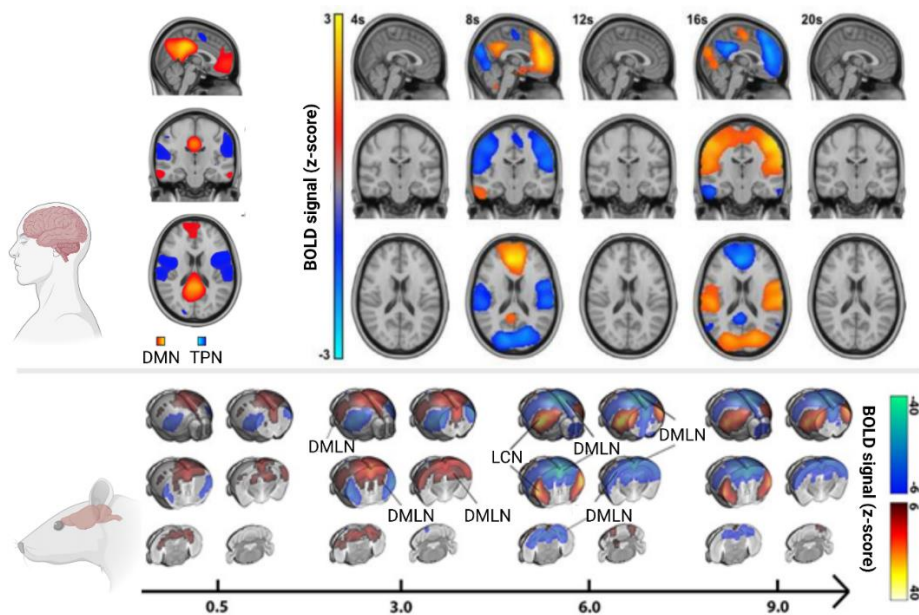 3
4s
8s
12s
16s
20s
BOLD signal (z-score)
-3
DMN
TPN
DMLN
LCN
DMLN
DMLN
DMLN
DMLN
DMLN
-40
-6
6
40
BOLD signal (z-score)
0.5
3.0
6.0
9.0